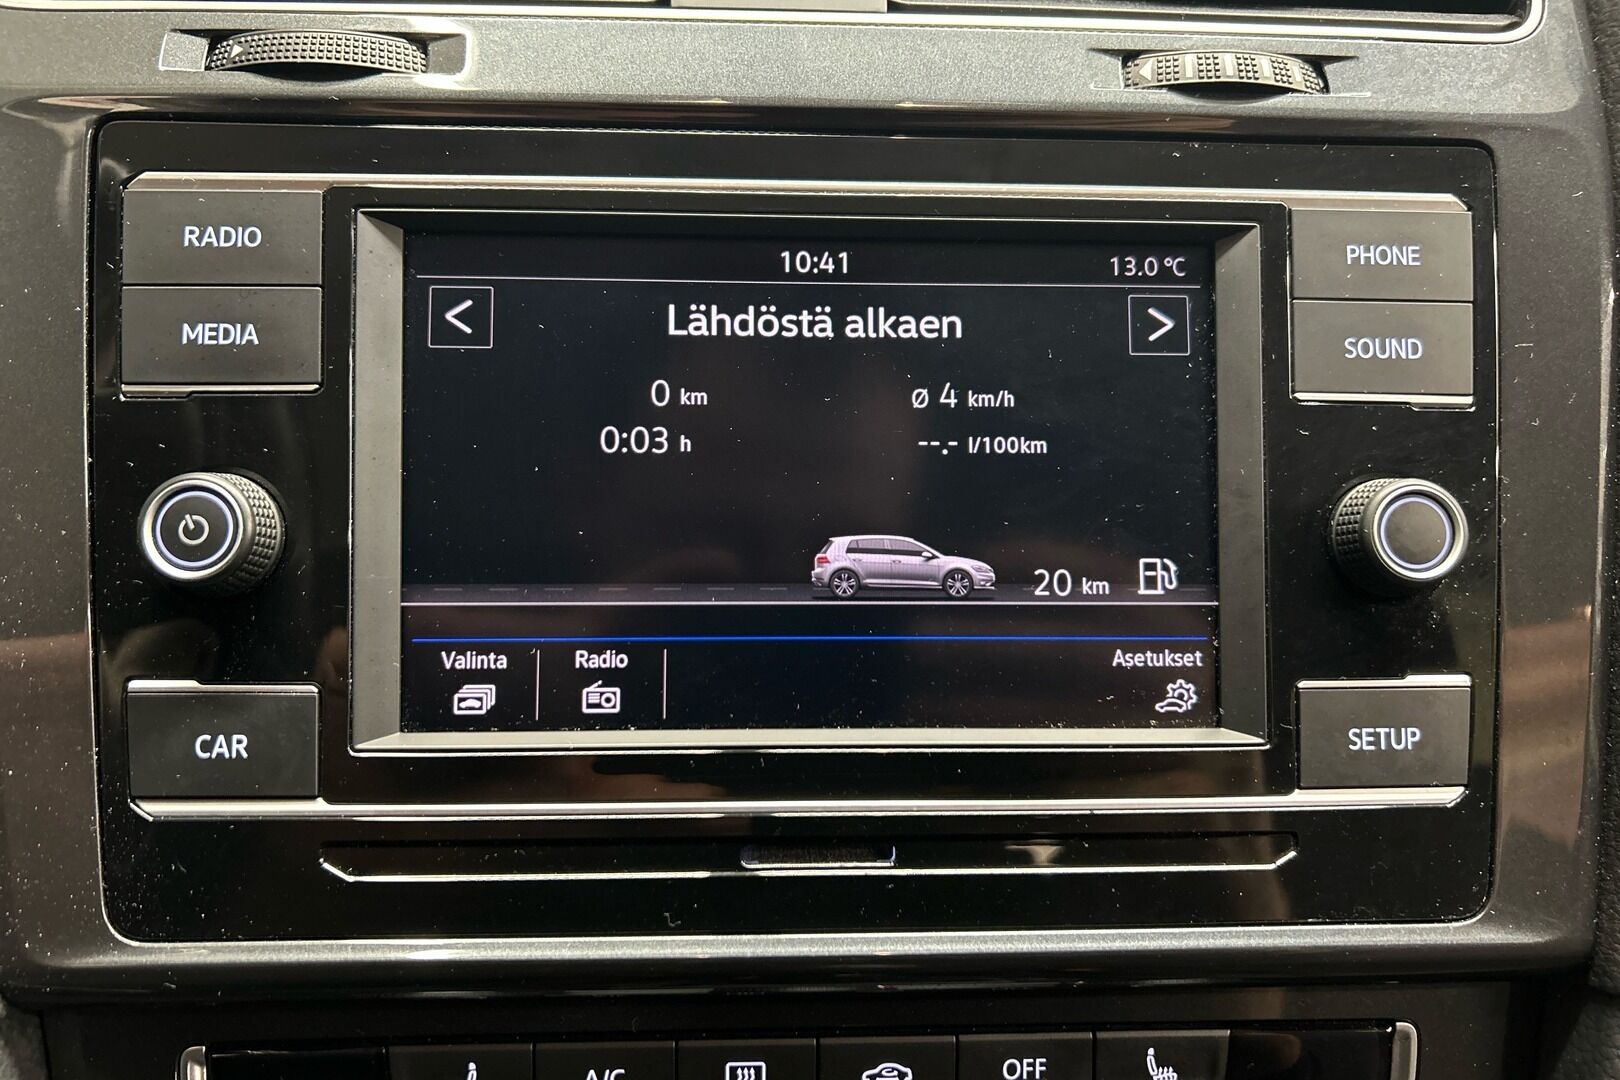 RADIO
MEDIA
CAR
10:41
13.0 °C
< Lähdöstä alkaen >
0 km
Ø 4 km/h
0:03 h
--.- l/100km
20 km
Valinta
Radio
Asetukset
PHONE
SOUND
SETUP
A/C
OFF